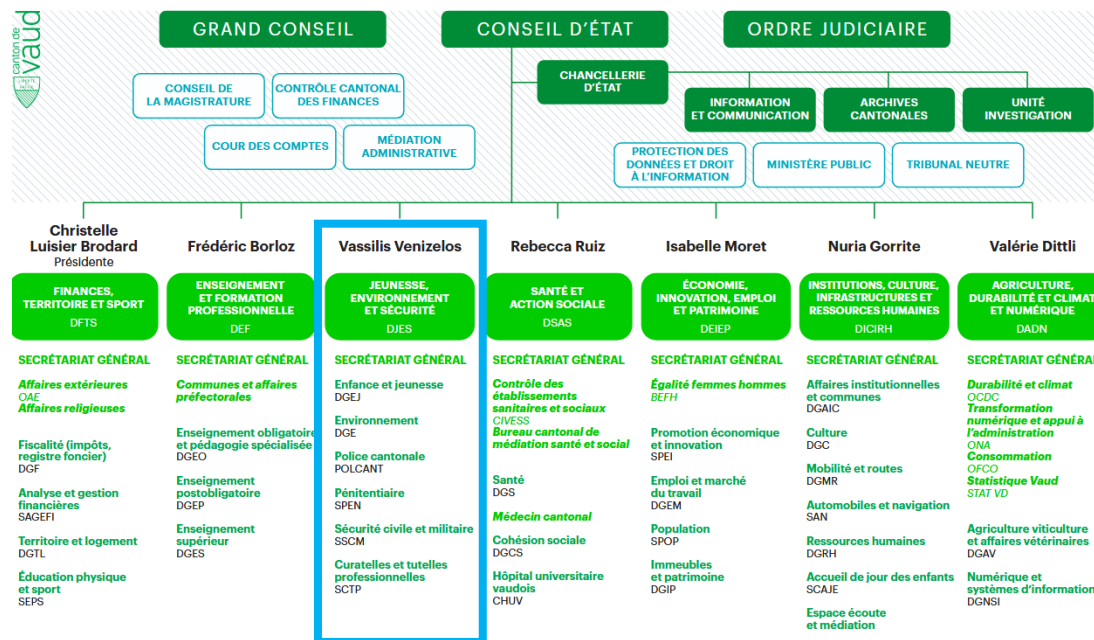 canton de
vaud
LIBERTÉ
ET
PATRIE
GRAND CONSEIL
CONSEIL D'ÉTAT
ORDRE JUDICIAIRE
CHANCELLERIE
D'ÉTAT
CONSEIL DE
LA MAGISTRATURE
CONTRÔLE CANTONAL
DES FINANCES
INFORMATION
ET COMMUNICATION
ARCHIVES
CANTONALES
UNITÉ
INVESTIGATION
COUR DES COMPTES
MÉDIATION
ADMINISTRATIVE
PROTECTION DES
DONNÉES ET DROIT
À L'INFORMATION
MINISTÈRE PUBLIC
TRIBUNAL NEUTRE
Christelle
Luisier Brodard
Présidente
FINANCES,
TERRITOIRE ET SPORT
DFTS
SECRÉTARIAT GÉNÉRAL
Affaires extérieures
OAE
Affaires religieuses
Fiscalité (impôts,
registre foncier)
DGF
Analyse et gestion
financières
SAGEFI
Territoire et logement
DGTL
Éducation physique
et sport
SEPS
Frédéric Borloz
ENSEIGNEMENT
ET FORMATION
PROFESSIONNELLE
DEF
SECRÉTARIAT GÉNÉRAL
Communes et affaires
préfectorales
Enseignement obligatoire
et pédagogie spécialisée
DGEO
Enseignement
postobligatoire
DGEP
Enseignement
supérieur
DGES
Vassilis Venizelos
JEUNESSE,
ENVIRONNEMENT
ET SÉCURITÉ
DJES
SECRÉTARIAT GÉNÉRAL
Enfance et jeunesse
DGEJ
Environnement
DGE
Police cantonale
POLCANT
Pénitentiaire
SPEN
Sécurité civile et militaire
SSCM
Curatelles et tutelles
professionnelles
SCTP
Rebecca Ruiz
SANTÉ ET
ACTION SOCIALE
DSAS
SECRÉTARIAT GÉNÉRAL
Contrôle des
établissements
sanitaires et sociaux
CIVESS
Bureau cantonal de
médiation santé et social
Santé
DGS
Médecin cantonal
Cohésion sociale
DGCS
Hôpital universitaire
vaudois
CHUV
Isabelle Moret
ÉCONOMIE,
INNOVATION, EMPLOI
ET PATRIMOINE
DEIEP
SECRÉTARIAT GÉNÉRAL
Égalité femmes hommes
BEFH
Promotion économique
et innovation
SPEI
Emploi et marché
du travail
DGEM
Population
SPOP
Immeubles
et patrimoine
DGIP
Nuria Gorrite
INSTITUTIONS, CULTURE,
INFRASTRUCTURES ET
RESSOURCES HUMAINES
DICIRH
SECRÉTARIAT GÉNÉRAL
Affaires institutionnelles
et communes
DGAIC
Culture
DGC
Mobilité et routes
DGMR
Automobiles et navigation
SAN
Ressources humaines
DGRH
Accueil de jour des enfants
SCAJE
Espace écoute
et médiation
Valérie Dittli
AGRICULTURE,
DURABILITÉ ET CLIMAT
ET NUMÉRIQUE
DADN
SECRÉTARIAT GÉNÉRAL
Durabilité et climat
OCDC
Transformation
numérique et appui à
l'administration
ONA
Consommation
OFCO
Statistique Vaud
STAT VD
Agriculture viticulture
et affaires vétérinaires
DGAV
Numérique et
systèmes d'information
DGNSI